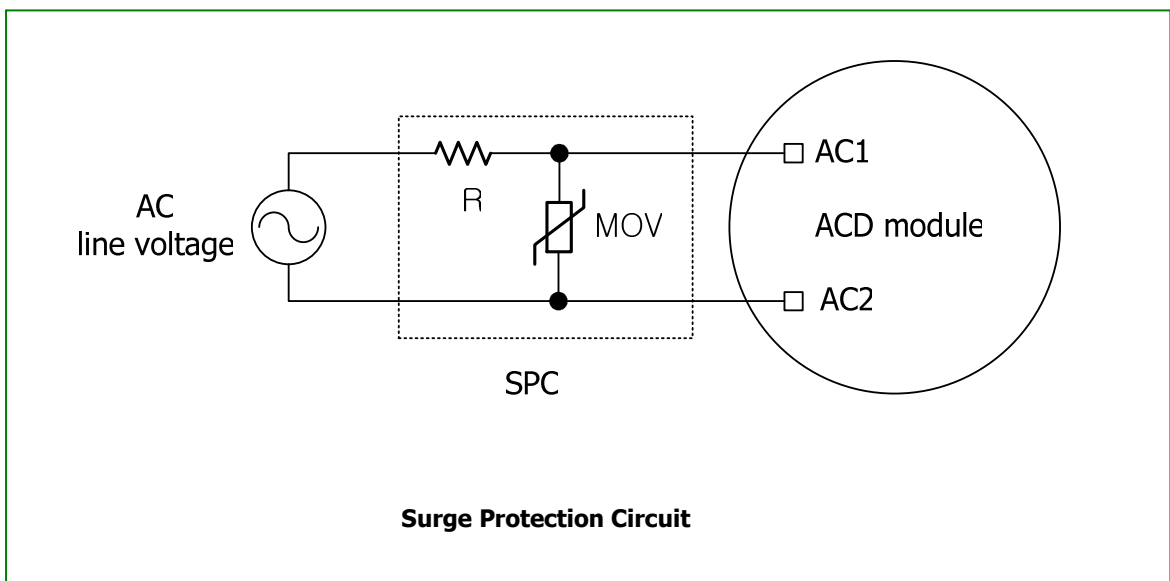 AC
line voltage
R
MOV
AC1
ACD module
AC2
SPC
Surge Protection Circuit